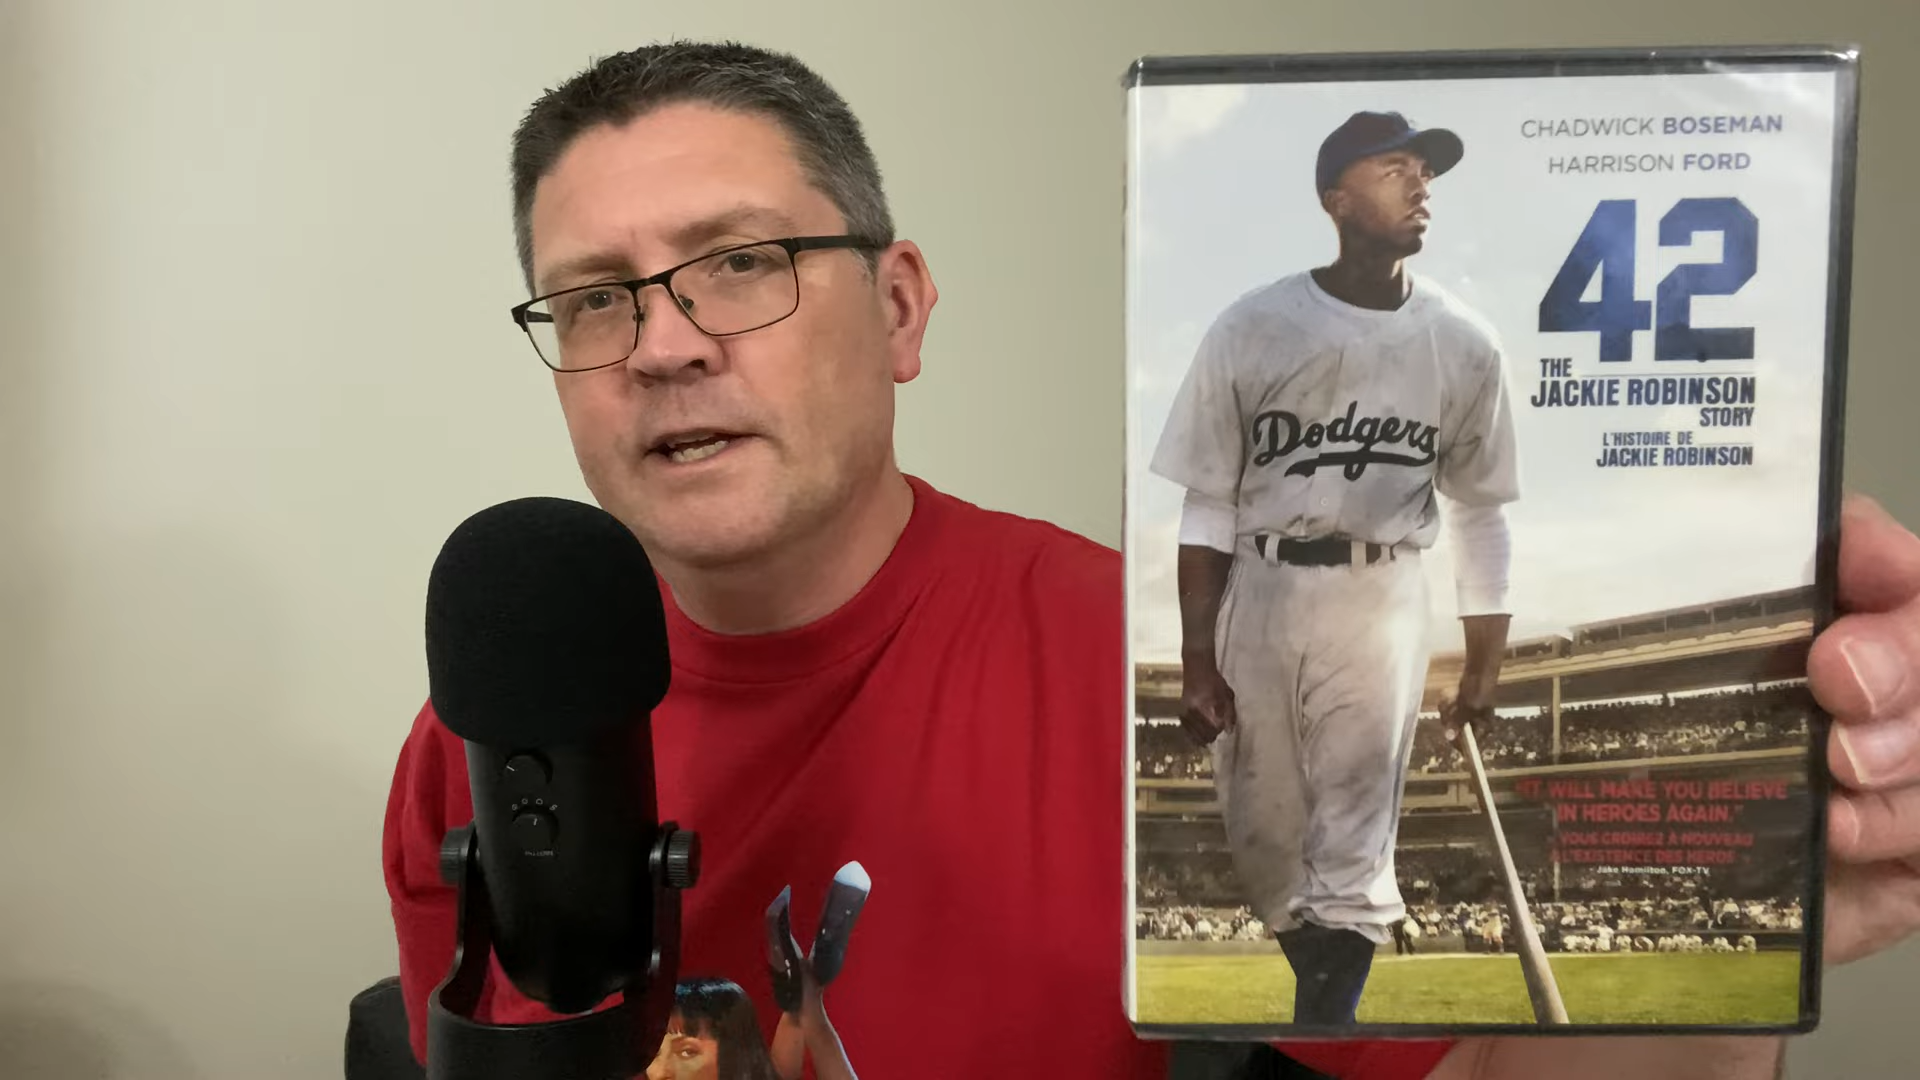 CHADWICK BOSEMAN
HARRISON FORD
42
THE
JACKIE ROBINSON
STORY
L'HISTOIRE DE
JACKIE ROBINSON
Dodgers
"IT WILL MAKE YOU BELIEVE
IN HEROES AGAIN."
VOUS CROIREZ À NOUVEAU
À L'EXISTENCE DES HÉROS
- Jake Hamilton, FOX-TV